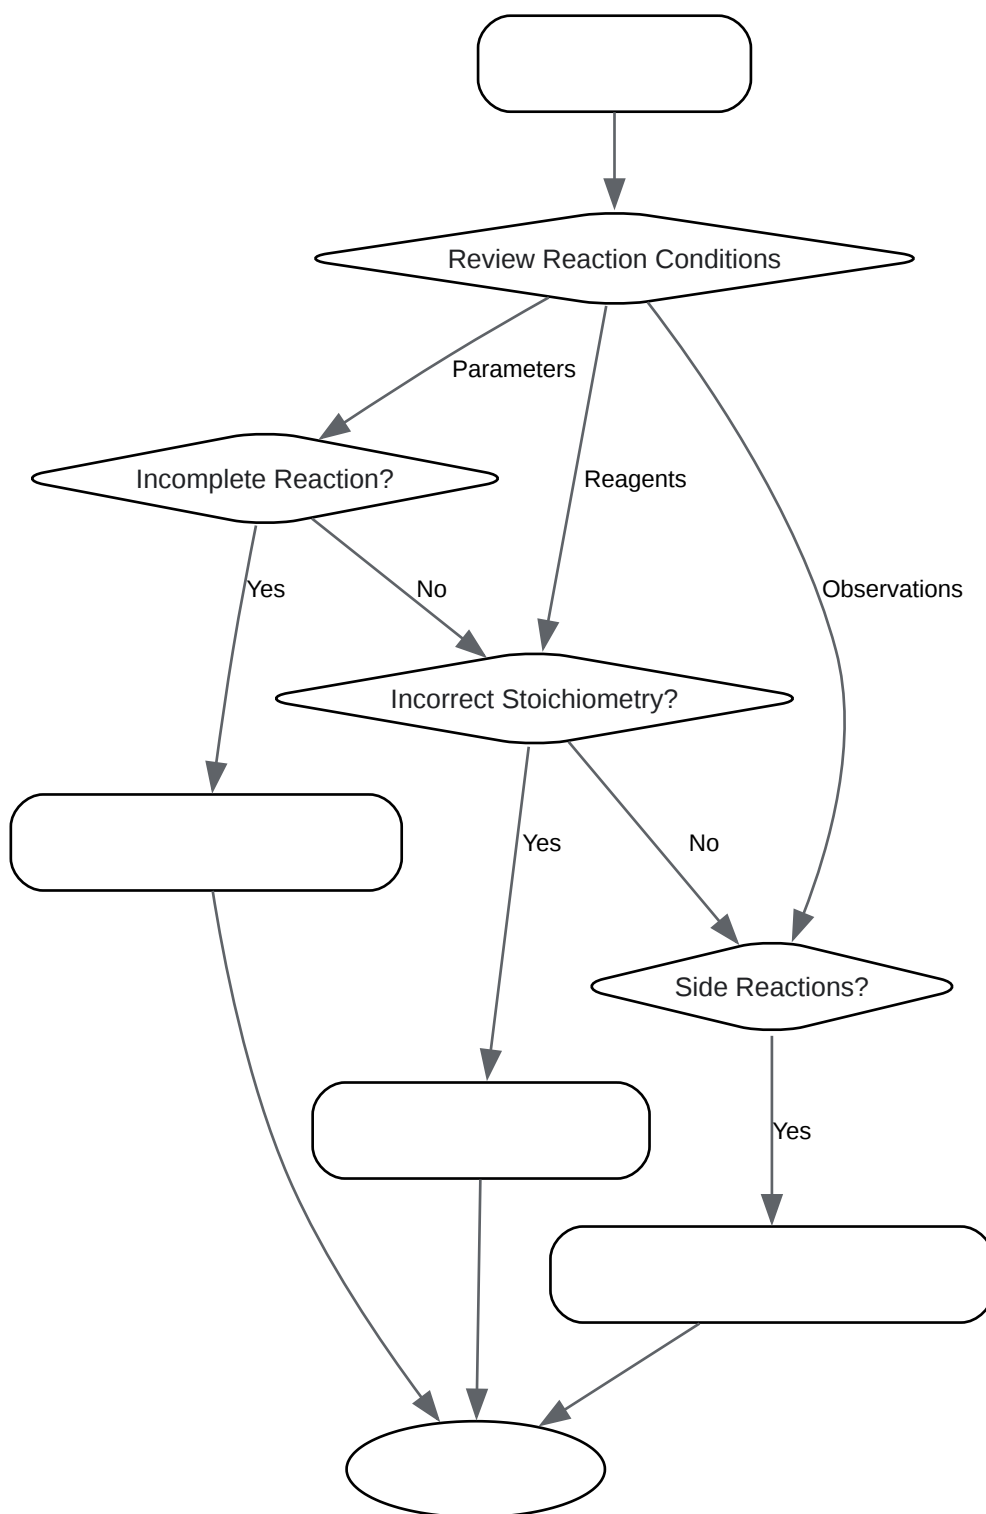 Review Reaction Conditions
Parameters
Incomplete Reaction?
Reagents
Yes
No
Observations
Incorrect Stoichiometry?
Yes
No
Side Reactions?
Yes